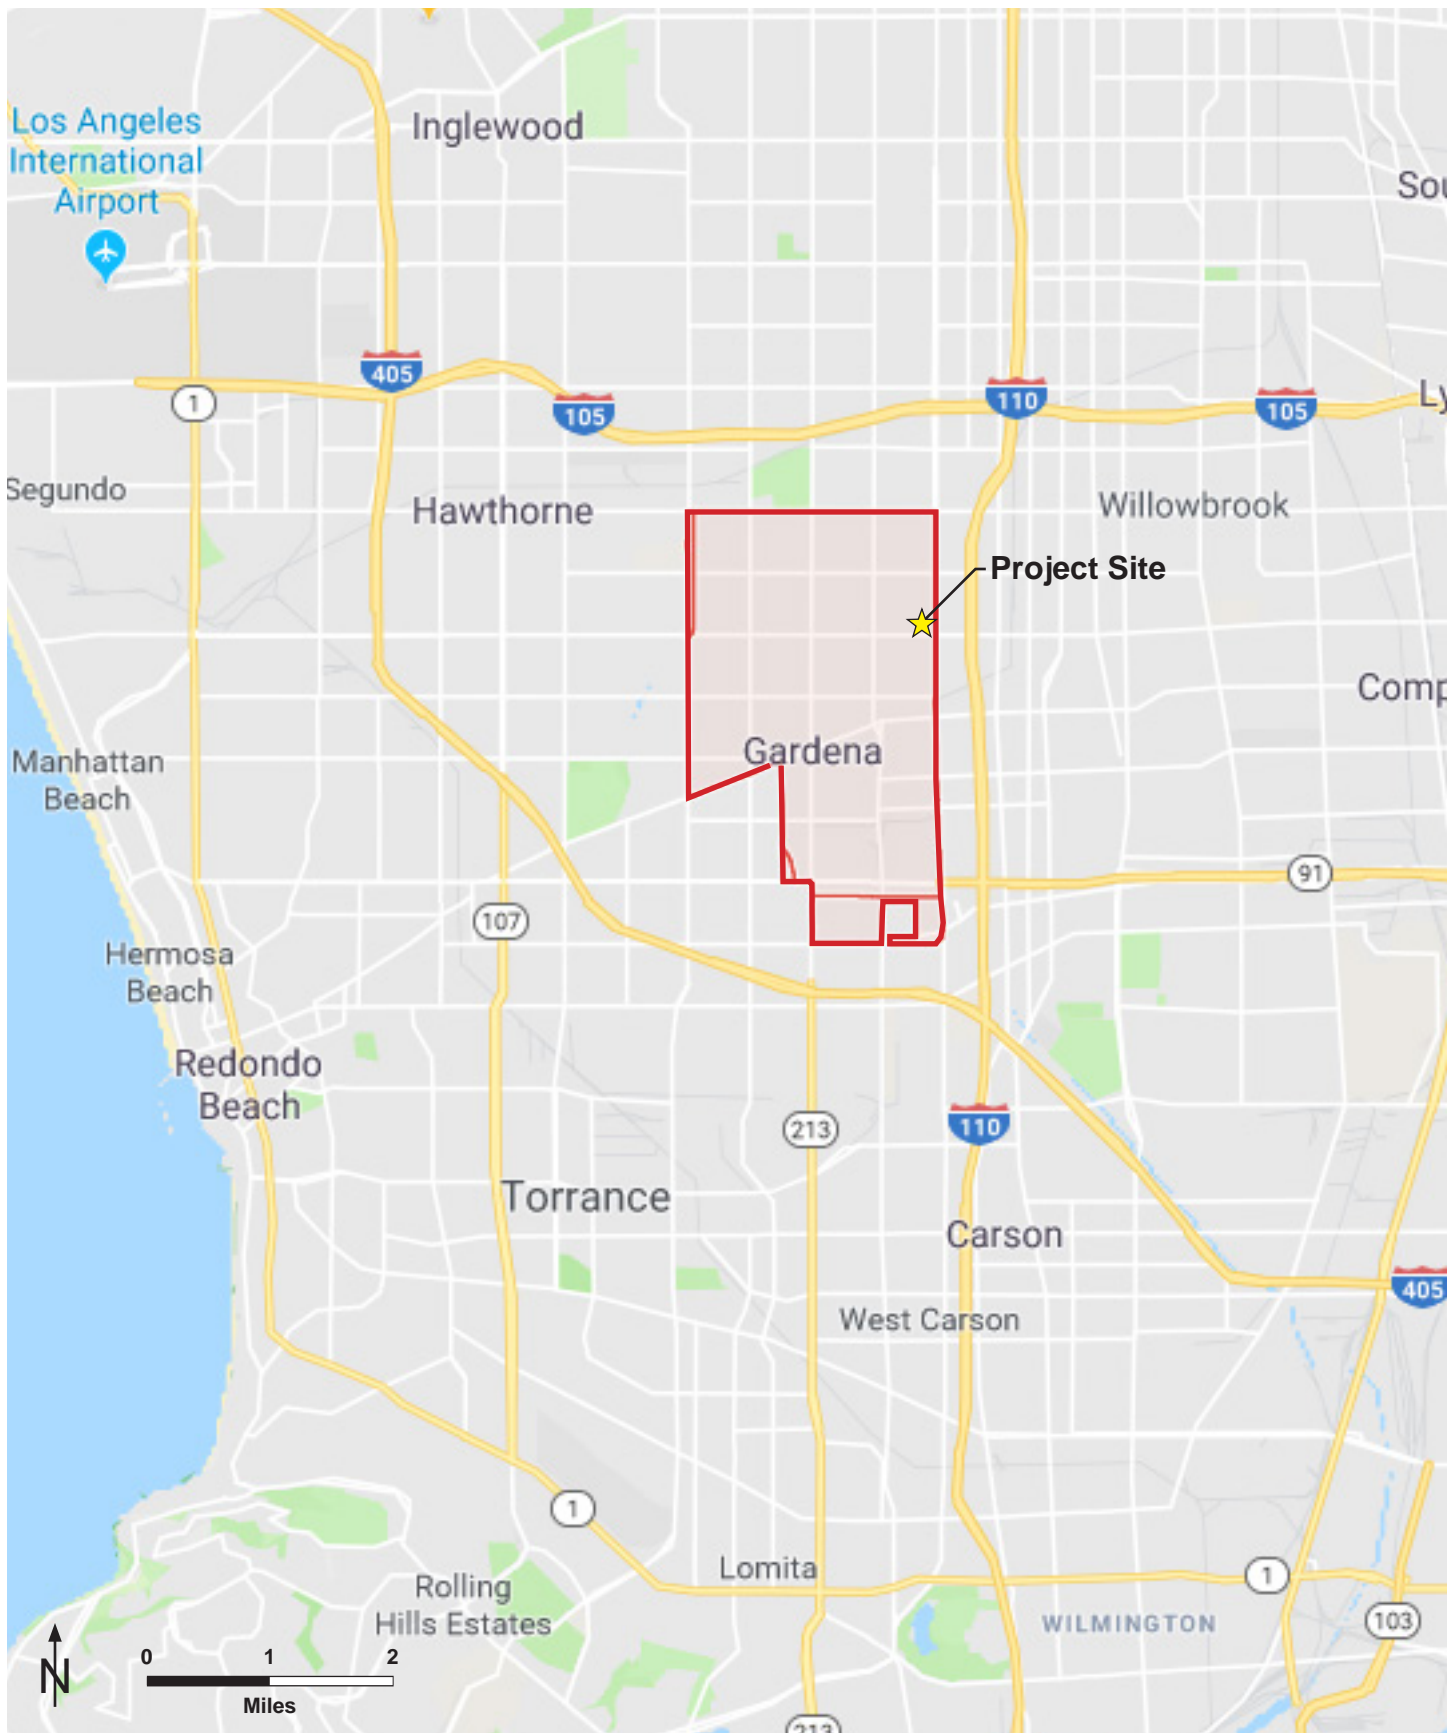 Los Angeles
International
Airport
Inglewood
Sou
405
1
105
110
105
Ly
Segundo
Hawthorne
Willowbrook
Project Site
Comp
Gardena
Manhattan
Beach
91
107
Hermosa
Beach
Redondo
Beach
213
110
Torrance
Carson
405
West Carson
1
Lomita
1
Rolling
Hills Estates
WILMINGTON
103
N
0 1 2
Miles
213